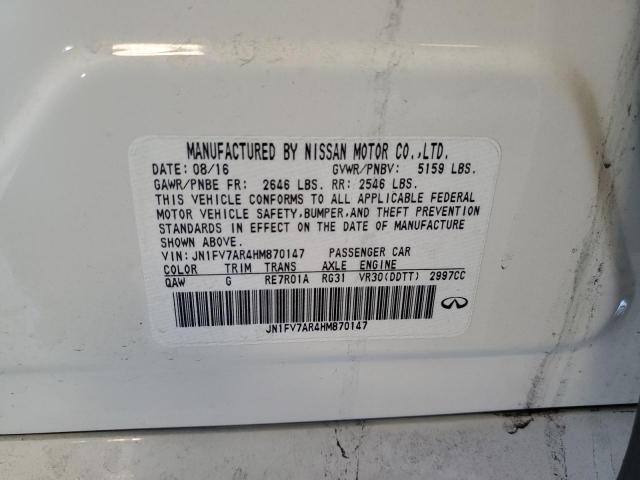 MANUFACTURED BY NISSAN MOTOR CO.,LTD.
DATE: 08/16 GVWR/PNBV: 5159 LBS.
GAWR/PNBE FR: 2646 LBS. RR: 2546 LBS.
THIS VEHICLE CONFORMS TO ALL APPLICABLE FEDERAL
MOTOR VEHICLE SAFETY,BUMPER,AND THEFT PREVENTION
STANDARDS IN EFFECT ON THE DATE OF MANUFACTURE
SHOWN ABOVE.
VIN:JN1FV7AR4HM870147 PASSENGER CAR
COLOR TRIM TRANS AXLE ENGINE
QAW G RE7R01A RG31 VR30(DDTT) 2997CC
JN1FV7AR4HM870147